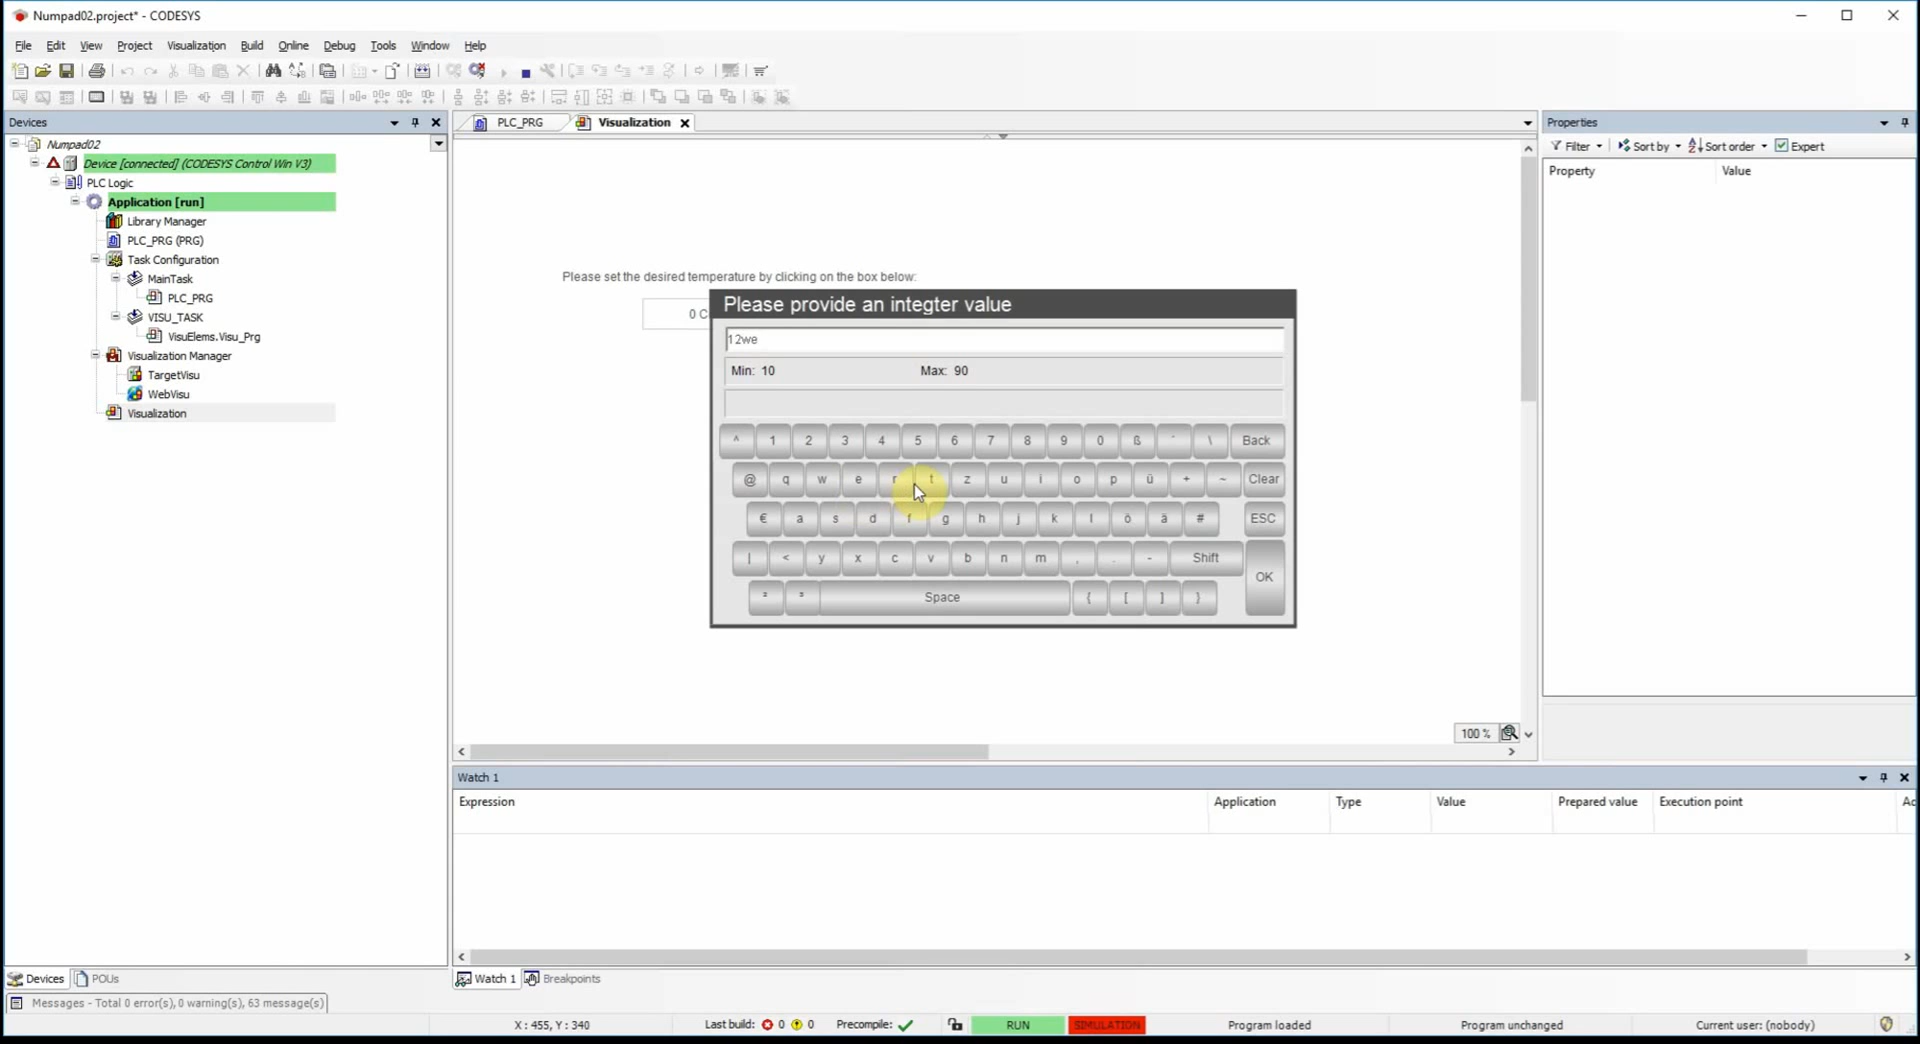 Numpad02.project* - CODESYS
File Edit View Project Visualization Build Online Debug Tools Window Help
Devices
Numpad02
Device [connected] (CODESYS Control Win V3)
PLC Logic
Application [run]
Library Manager
PLC_PRG (PRG)
Task Configuration
MainTask
PLC_PRG
VISU_TASK
VisuElems.Visu_Prg
Visualization Manager
TargetVisu
WebVisu
Visualization
Devices POUs
PLC_PRG Visualization
Please set the desired temperature by clicking on the box below:
0 C
Please provide an integter value
12we
Min: 10 Max: 90
^ 1 2 3 4 5 6 7 8 9 0 ß ´ \ Back
@ q w e r t z u i o p ü + ~ Clear
€ a s d f g h j k l ö ä # ESC
| < y x c v b n m , . - Shift
OK
² ³ Space { [ ] }
100 %
Properties
Filter Sort by Sort order Expert
Property Value
Watch 1
Expression Application Type Value Prepared value Execution point Ac
Watch 1 Breakpoints
Messages - Total 0 error(s), 0 warning(s), 63 message(s)
X : 455, Y : 340 Last build: 0 0 Precompile: RUN SIMULATION Program loaded Program unchanged Current user: (nobody)